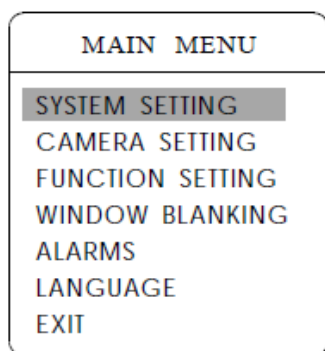 MAIN MENU
SYSTEM SETTING
CAMERA SETTING
FUNCTION SETTING
WINDOW BLANKING
ALARMS
LANGUAGE
EXIT